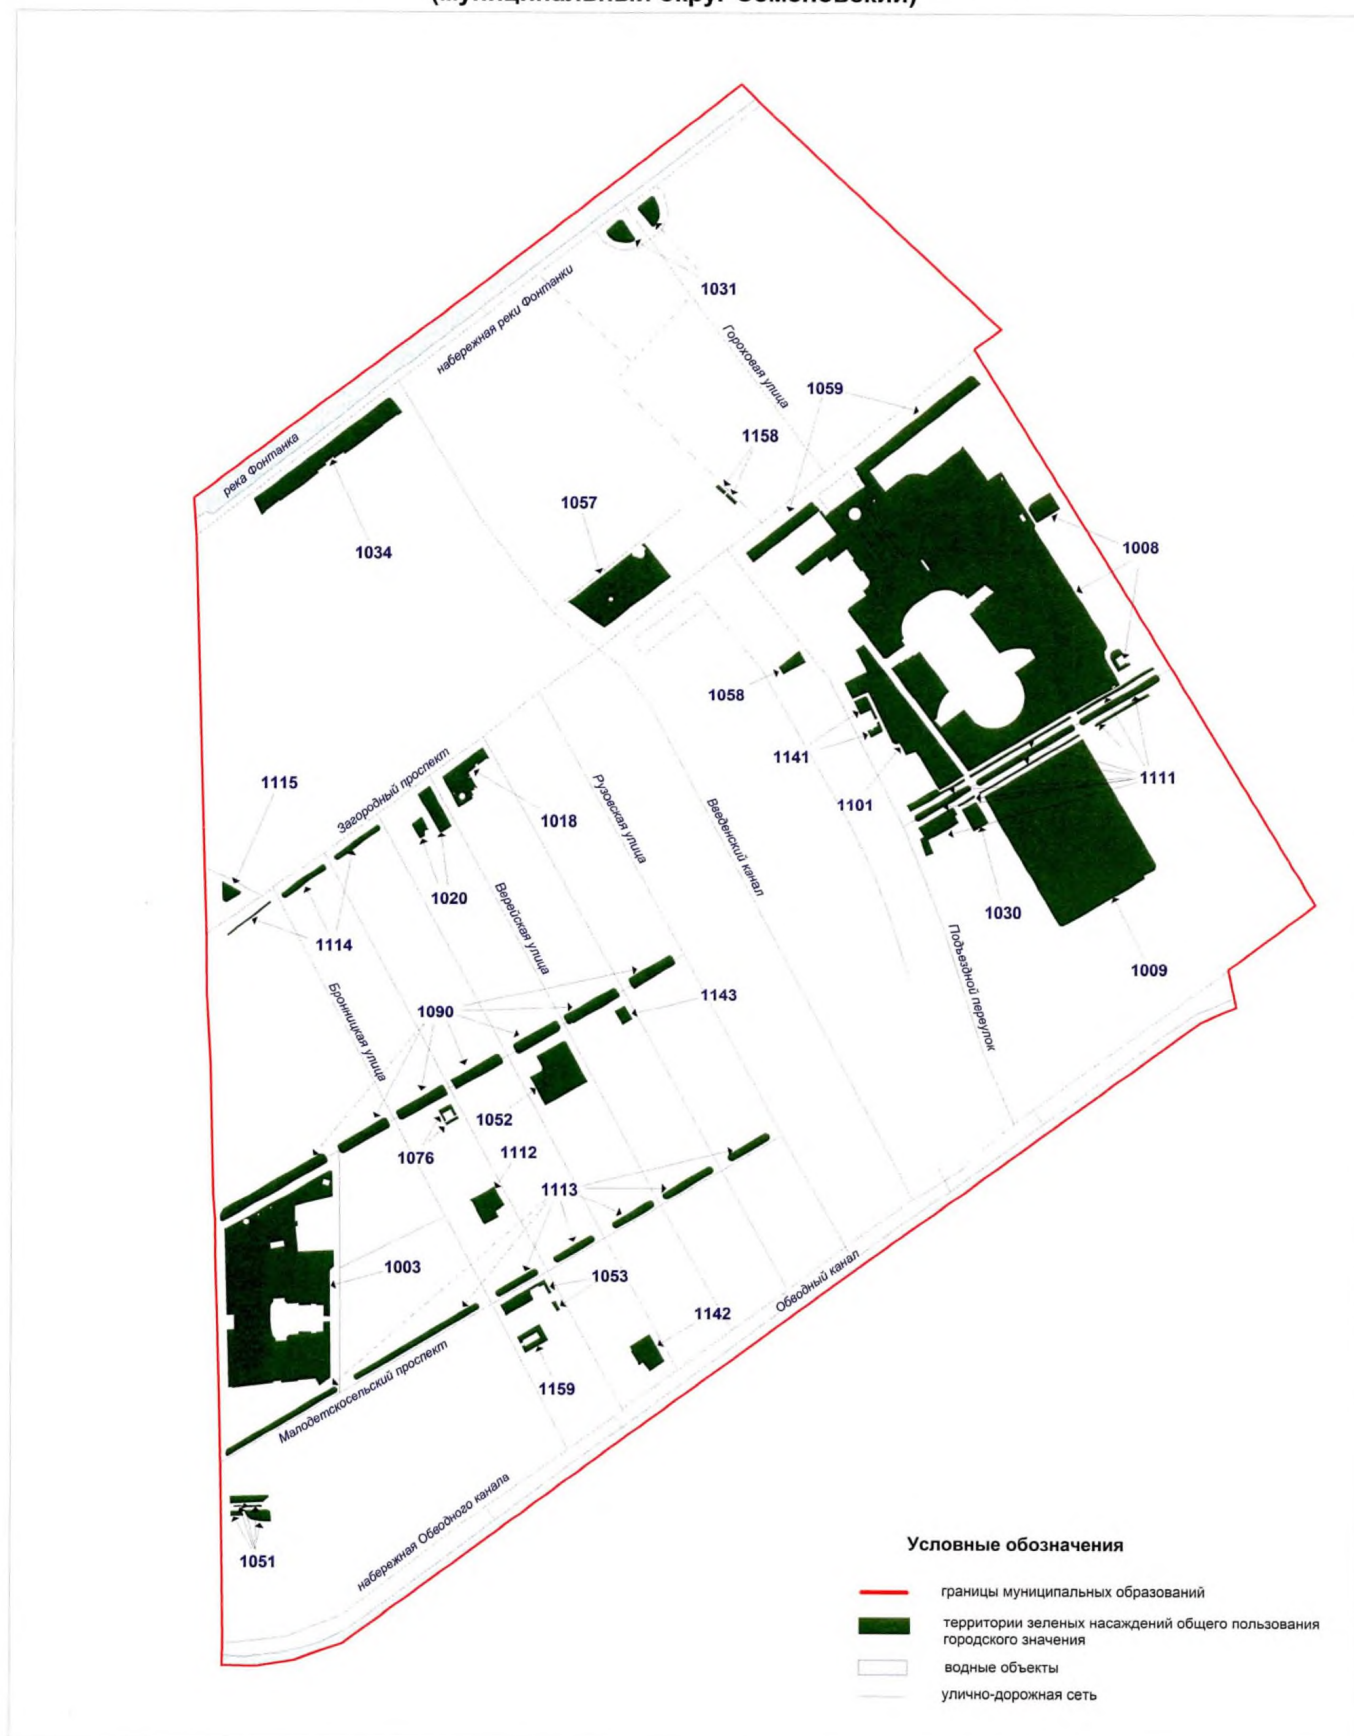 (муниципальный округ Семеновский)
1031
набережная реки Фонтанки
Гороховая улица
1059
река Фонтанка
1158
1057
1034
1008
1058
1141
1111
1101
1115
Загородный проспект
1018
Рузовская улица
Введенский канал
1020
Верейская улица
1030
1114
1009
Подъездной переулок
1143
1090
Бронницкая улица
1052
1076
1112
1113
1003
1053
1142
Обводный канал
1159
Малодетскосельский проспект
набережная Обводного канала
1051
Условные обозначения
границы муниципальных образований
территории зеленых насаждений общего пользования
городского значения
водные объекты
улично-дорожная сеть